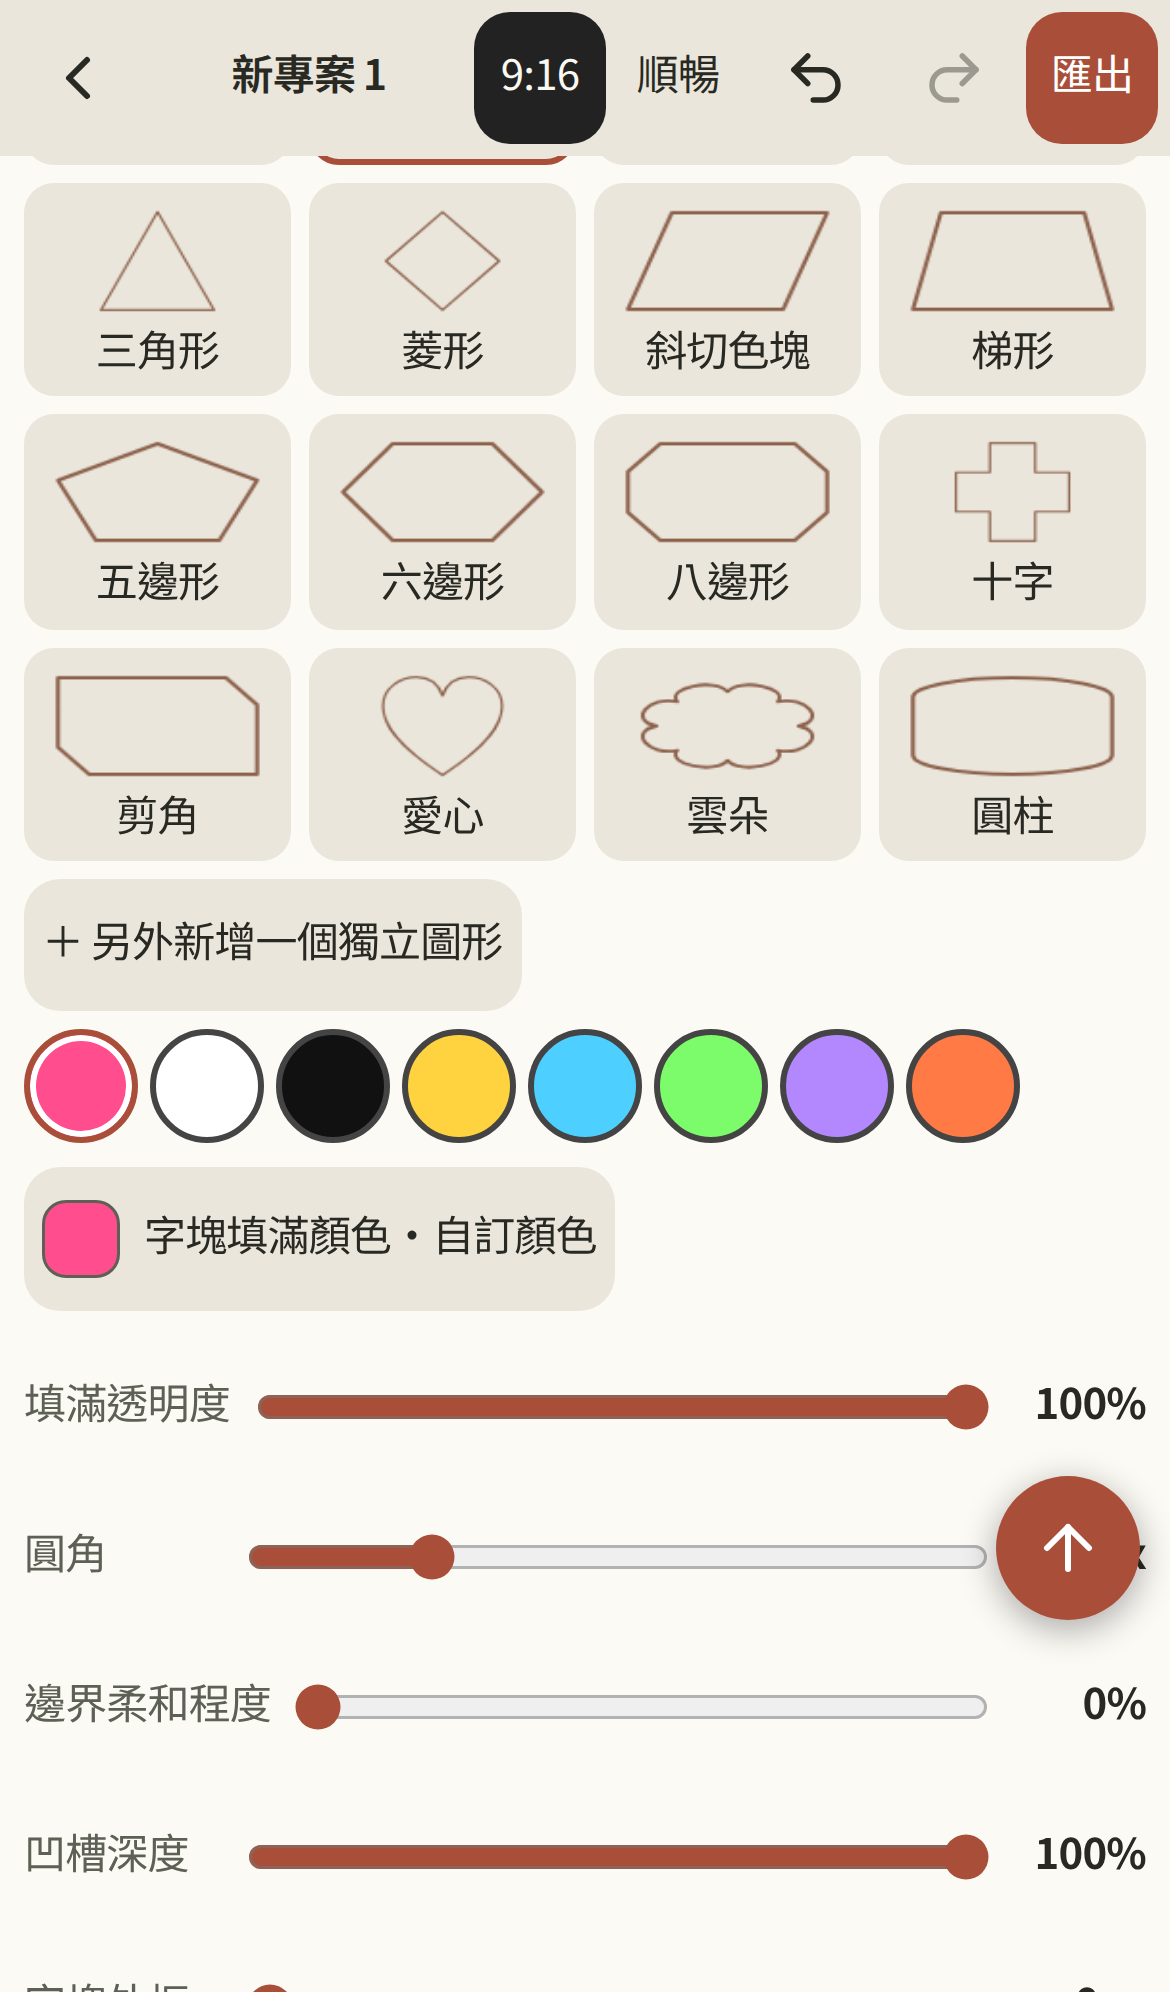 新專案 1
9:16
順暢
匯出
三角形
菱形
斜切色塊
梯形
五邊形
六邊形
八邊形
十字
剪角
愛心
雲朵
圓柱
＋ 另外新增一個獨立圖形
字塊填滿顏色・自訂顏色
填滿透明度 100%
圓角
邊界柔和程度 0%
凹槽深度 100%